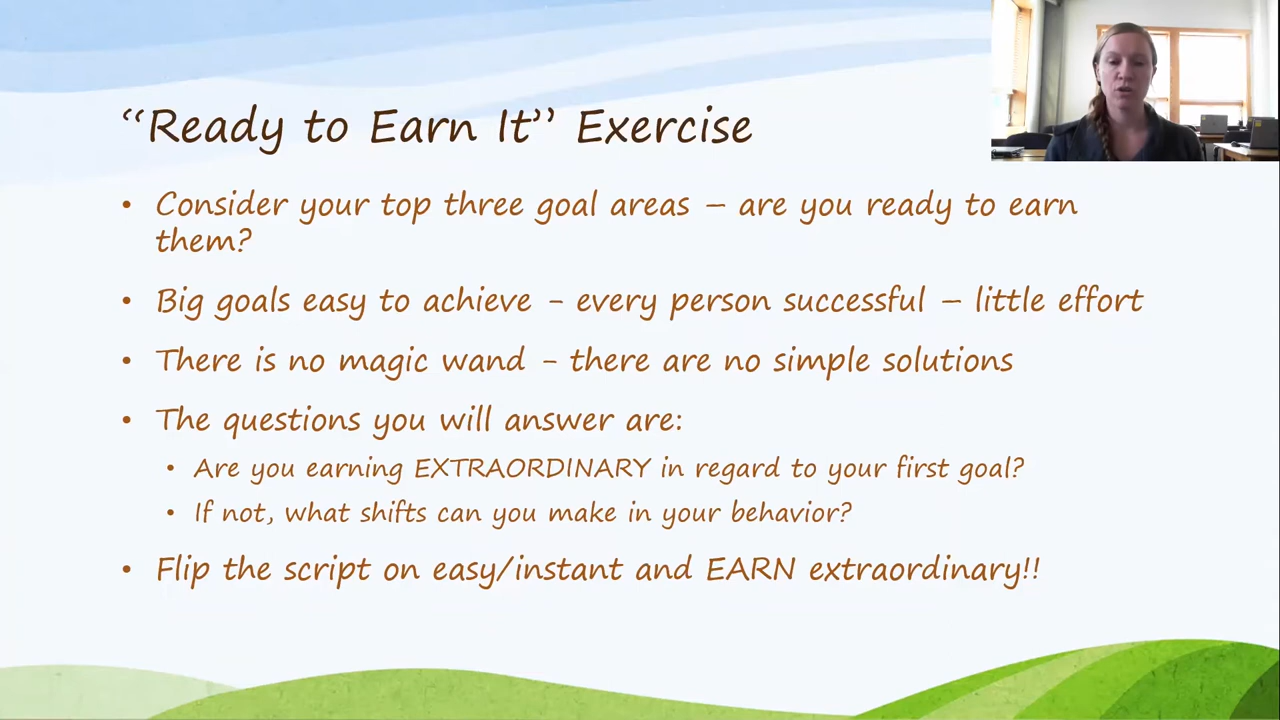 “Ready to Earn It” Exercise
• Consider your top three goal areas – are you ready to earn
them?
• Big goals easy to achieve - every person successful – little effort
• There is no magic wand - there are no simple solutions
• The questions you will answer are:
• Are you earning EXTRAORDINARY in regard to your first goal?
• If not, what shifts can you make in your behavior?
• Flip the script on easy/instant and EARN extraordinary!!